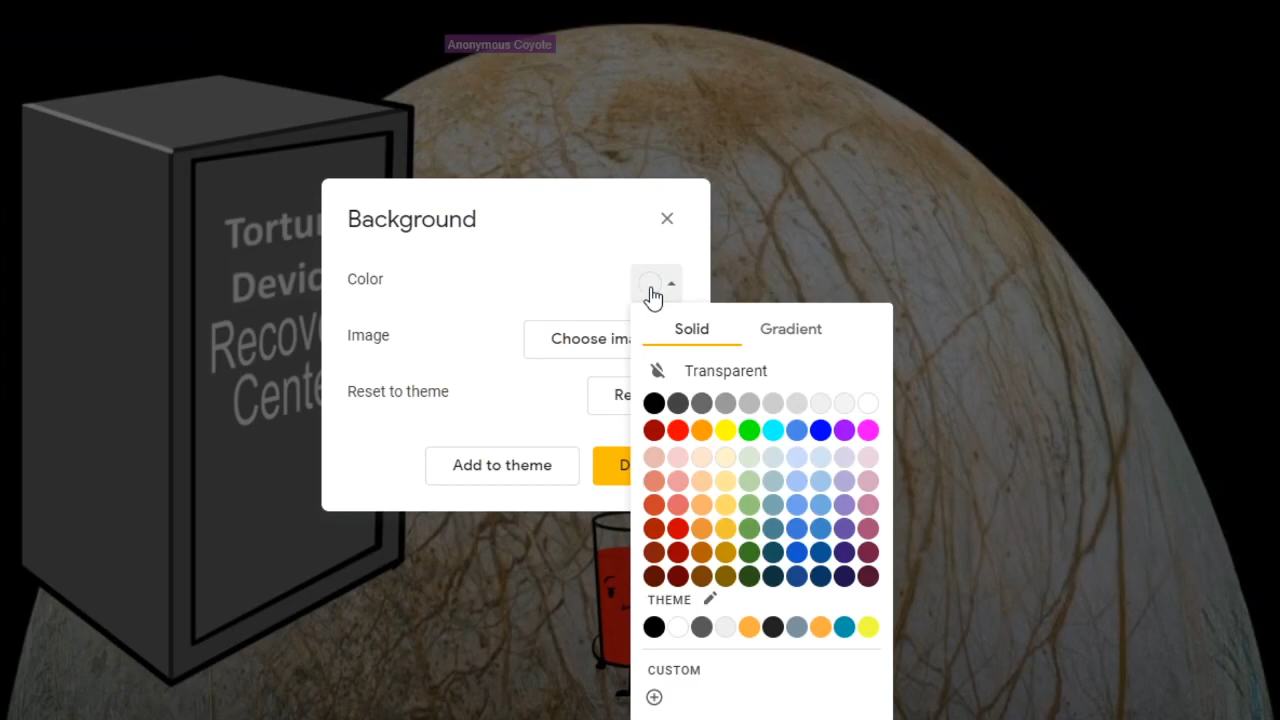 Anonymous Coyote
Tortu
Devic
Recov
Cente
Background
Color
Image
Choose ima
Reset to theme
Re
Add to theme
D
Solid
Gradient
Transparent
THEME
CUSTOM